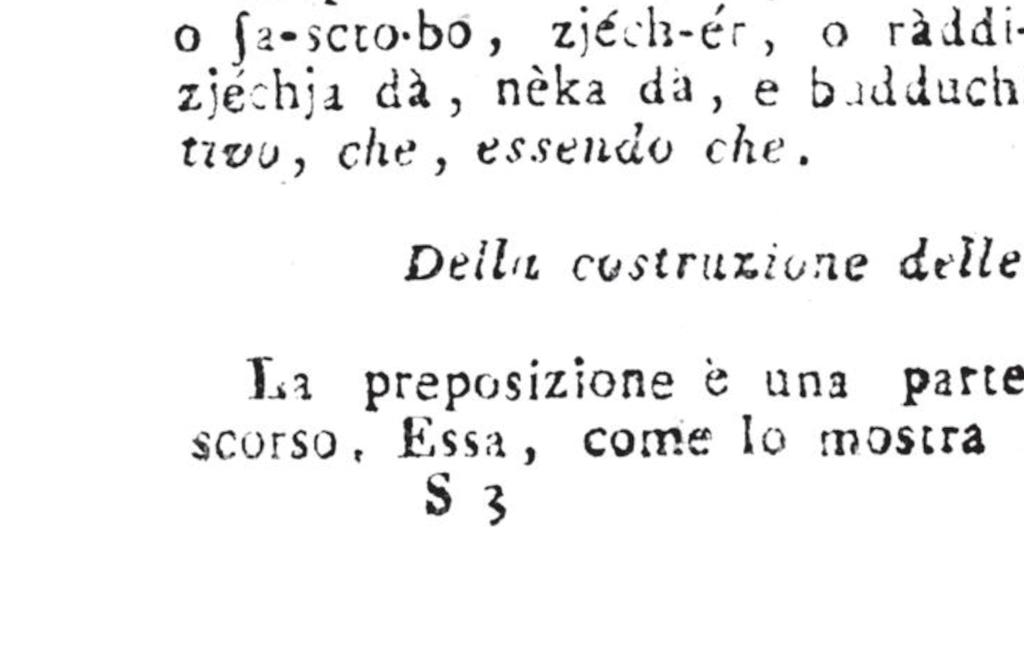 o ſa-scto-bo, zjéch-ér, o ràddi-
zjéchja dà, nèka dà, e budduch
tivo, che, essendo che.
Della costruzione delle
La preposizione è una parte
scorso. Essa, come lo mostra
S 3